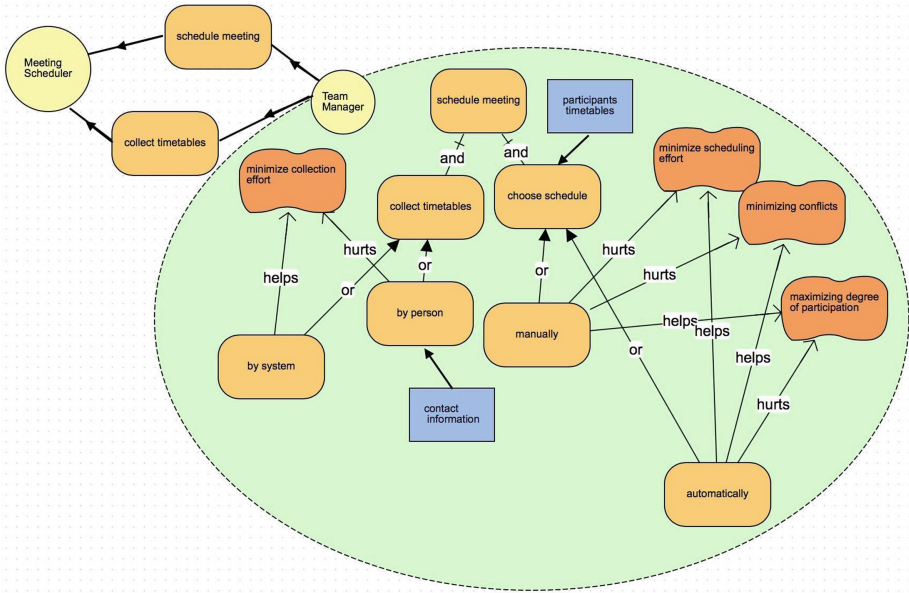 schedule meeting
Meeting
Scheduler
Team
Manager
schedule meeting
participants
timetables
collect timetables
and
and
minimize scheduling
effort
minimize collection
effort
collect timetables
choose schedule
minimizing conflicts
hurts
hurts
helps
or
or
or
hurts
maximizing degree
of participation
by person
manually
helps
helps
or
helps
by system
hurts
contact
information
automatically